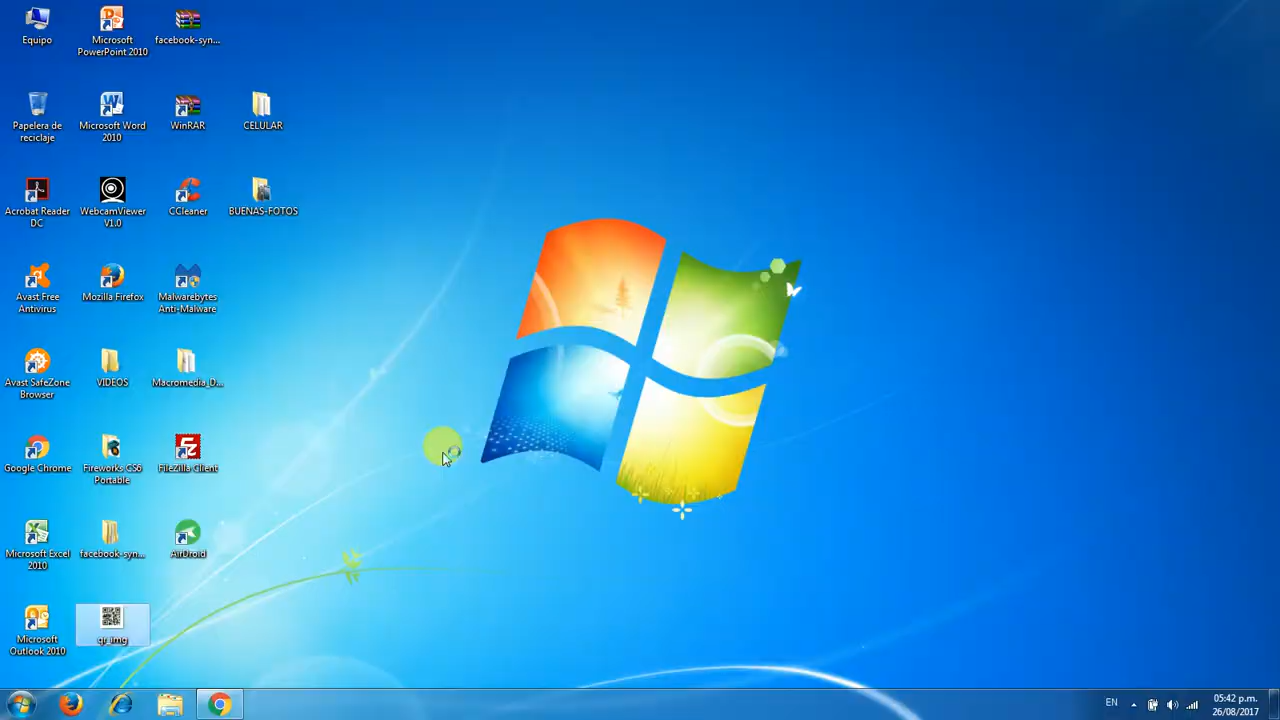 Equipo
Microsoft
PowerPoint 2010
facebook-syn...
Papelera de
reciclaje
Microsoft Word
2010
WinRAR
CELULAR
Acrobat Reader
DC
WebcamViewer
V1.0
CCleaner
BUENAS-FOTOS
Avast Free
Antivirus
Mozilla Firefox
Malwarebytes
Anti-Malware
Avast SafeZone
Browser
VIDEOS
Macromedia_D...
Google Chrome
Fireworks CS6
Portable
FileZilla Client
Microsoft Excel
2010
facebook-syn...
AirDroid
Microsoft
Outlook 2010
qr_img
EN
05:42 p.m.
26/08/2017